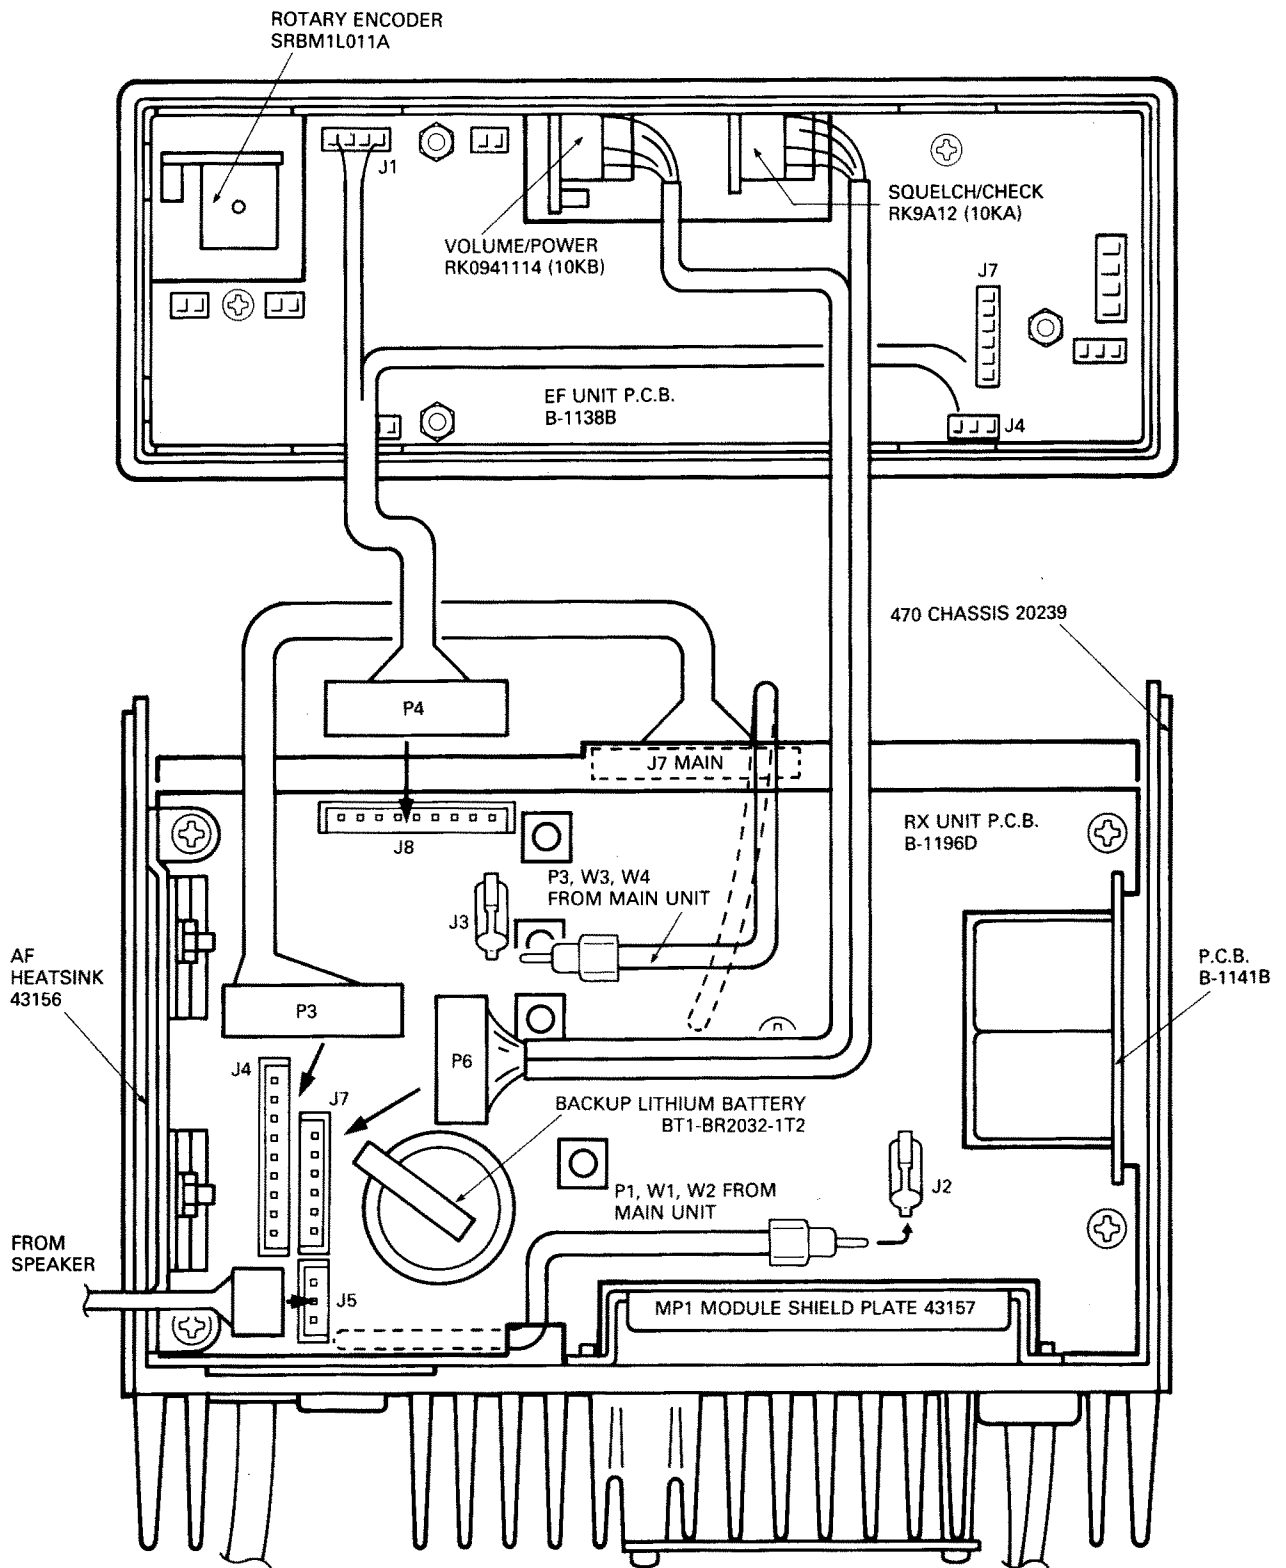 ROTARY ENCODER
SRBM1L011A
J1
VOLUME/POWER
RK0941114 (10KB)
SQUELCH/CHECK
RK9A12 (10KA)
J7
EF UNIT P.C.B.
B-1138B
J4
470 CHASSIS 20239
P4
J7 MAIN
J8
RX UNIT P.C.B.
B-1196D
P3, W3, W4
FROM MAIN UNIT
J3
AF
HEATSINK
43156
P.C.B.
B-1141B
P3
P6
J4
J7
BACKUP LITHIUM BATTERY
BT1-BR2032-1T2
P1, W1, W2 FROM
MAIN UNIT
J2
FROM
SPEAKER
J5
MP1 MODULE SHIELD PLATE 43157